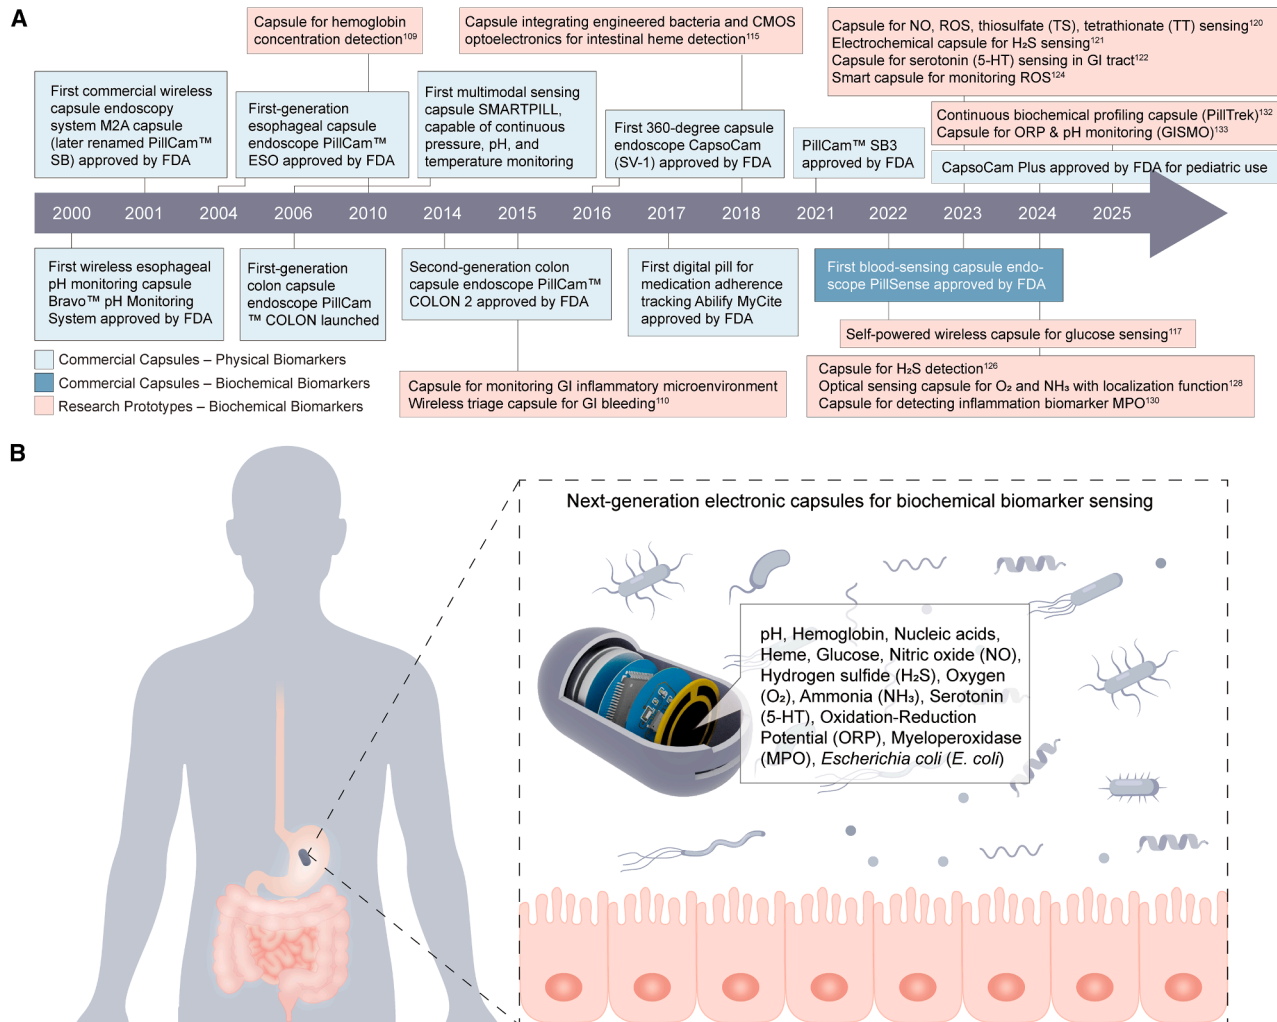 A
Capsule for hemoglobin
concentration detection¹⁰⁹
Capsule integrating engineered bacteria and CMOS
optoelectronics for intestinal heme detection¹¹⁵
Capsule for NO, ROS, thiosulfate (TS), tetrathionate (TT) sensing¹²⁰
Electrochemical capsule for H₂S sensing¹²¹
Capsule for serotonin (5-HT) sensing in GI tract¹²²
Smart capsule for monitoring ROS¹²⁴
First commercial wireless
capsule endoscopy
system M2A capsule
(later renamed PillCam™
SB) approved by FDA
First-generation
esophageal capsule
endoscope PillCam™
ESO approved by FDA
First multimodal sensing
capsule SMARTPILL,
capable of continuous
pressure, pH, and
temperature monitoring
First 360-degree capsule
endoscope CapsoCam
(SV-1) approved by FDA
PillCam™ SB3
approved by FDA
Continuous biochemical profiling capsule (PillTrek)¹³²
Capsule for ORP & pH monitoring (GISMO)¹³³
CapsoCam Plus approved by FDA for pediatric use
2000 2001 2004 2006 2010 2014 2015 2016 2017 2018 2021 2022 2023 2024 2025
First wireless esophageal
pH monitoring capsule
Bravo™ pH Monitoring
System approved by FDA
First-generation
colon capsule
endoscope PillCam
™ COLON launched
Second-generation colon
capsule endoscope PillCam™
COLON 2 approved by FDA
First digital pill for
medication adherence
tracking Abilify MyCite
approved by FDA
First blood-sensing capsule endo-
scope PillSense approved by FDA
Self-powered wireless capsule for glucose sensing¹¹⁷
Capsule for monitoring GI inflammatory microenvironment
Wireless triage capsule for GI bleeding¹¹⁰
Capsule for H₂S detection¹²⁶
Optical sensing capsule for O₂ and NH₃ with localization function¹²⁸
Capsule for detecting inflammation biomarker MPO¹³⁰
Commercial Capsules – Physical Biomarkers
Commercial Capsules – Biochemical Biomarkers
Research Prototypes – Biochemical Biomarkers
B
Next-generation electronic capsules for biochemical biomarker sensing
pH, Hemoglobin, Nucleic acids,
Heme, Glucose, Nitric oxide (NO),
Hydrogen sulfide (H₂S), Oxygen
(O₂), Ammonia (NH₃), Serotonin
(5-HT), Oxidation-Reduction
Potential (ORP), Myeloperoxidase
(MPO), Escherichia coli (E. coli)